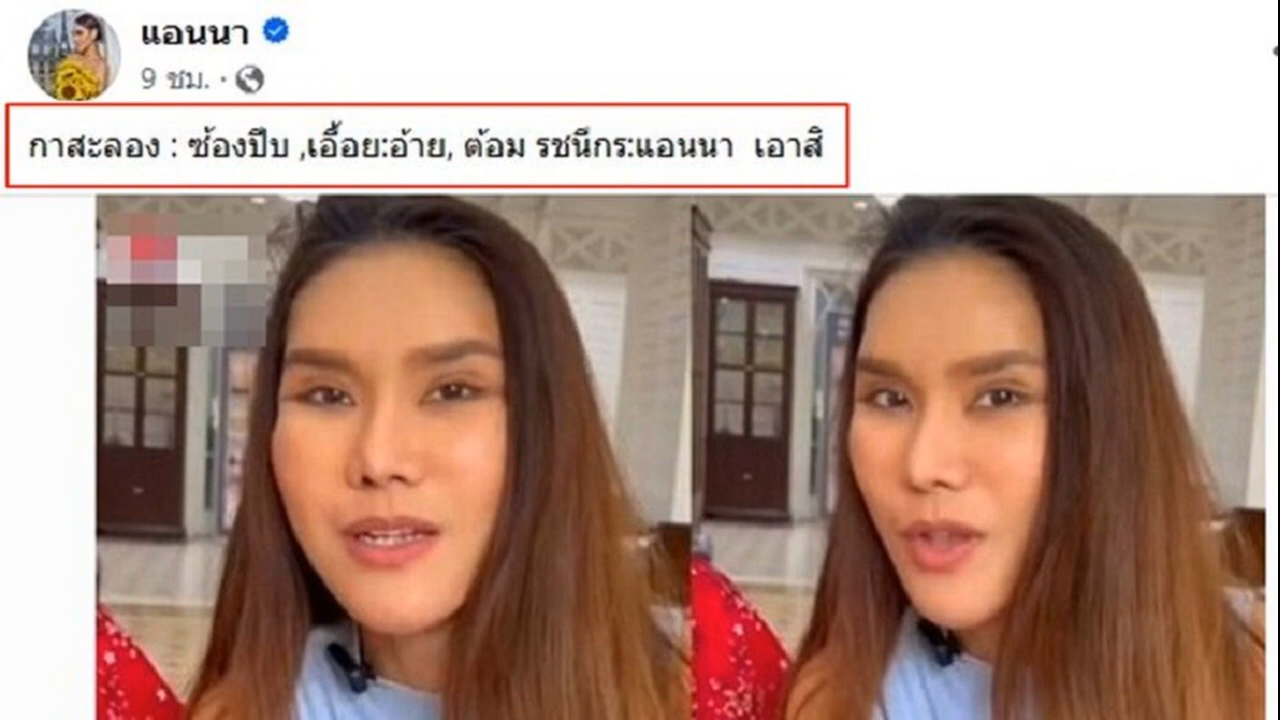 แอนนา
9 ชม.
กาสะลอง : ซ้องปีบ ,เอื้อย:อ้าย, ต้อม รชนีกร:แอนนา เอาสิ